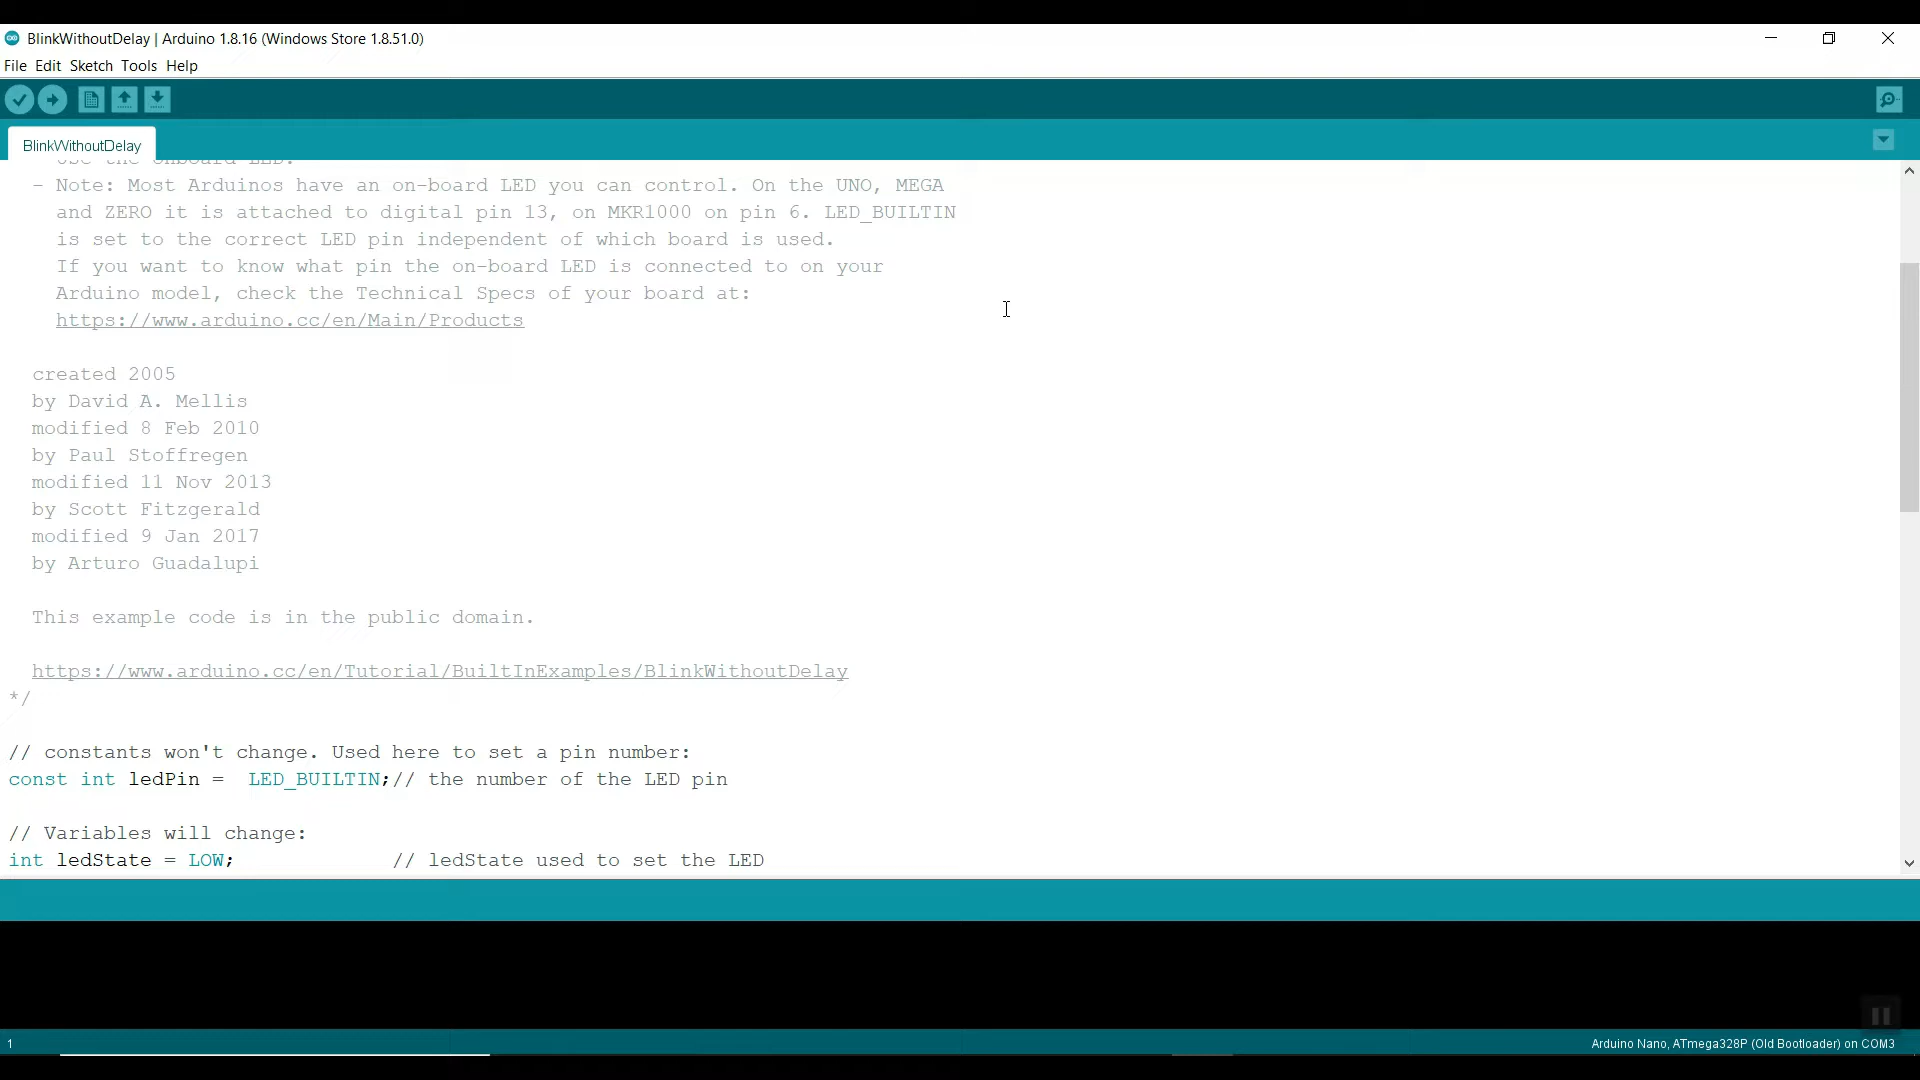 BlinkWithoutDelay | Arduino 1.8.16 (Windows Store 1.8.51.0)
File Edit Sketch Tools Help
BlinkWithoutDelay
use the onboard LED.
- Note: Most Arduinos have an on-board LED you can control. On the UNO, MEGA
and ZERO it is attached to digital pin 13, on MKR1000 on pin 6. LED_BUILTIN
is set to the correct LED pin independent of which board is used.
If you want to know what pin the on-board LED is connected to on your
Arduino model, check the Technical Specs of your board at:
https://www.arduino.cc/en/Main/Products
created 2005
by David A. Mellis
modified 8 Feb 2010
by Paul Stoffregen
modified 11 Nov 2013
by Scott Fitzgerald
modified 9 Jan 2017
by Arturo Guadalupi
This example code is in the public domain.
https://www.arduino.cc/en/Tutorial/BuiltInExamples/BlinkWithoutDelay
*/
// constants won't change. Used here to set a pin number:
const int ledPin =  LED_BUILTIN;// the number of the LED pin
// Variables will change:
int ledState = LOW;             // ledState used to set the LED
1
Arduino Nano, ATmega328P (Old Bootloader) on COM3